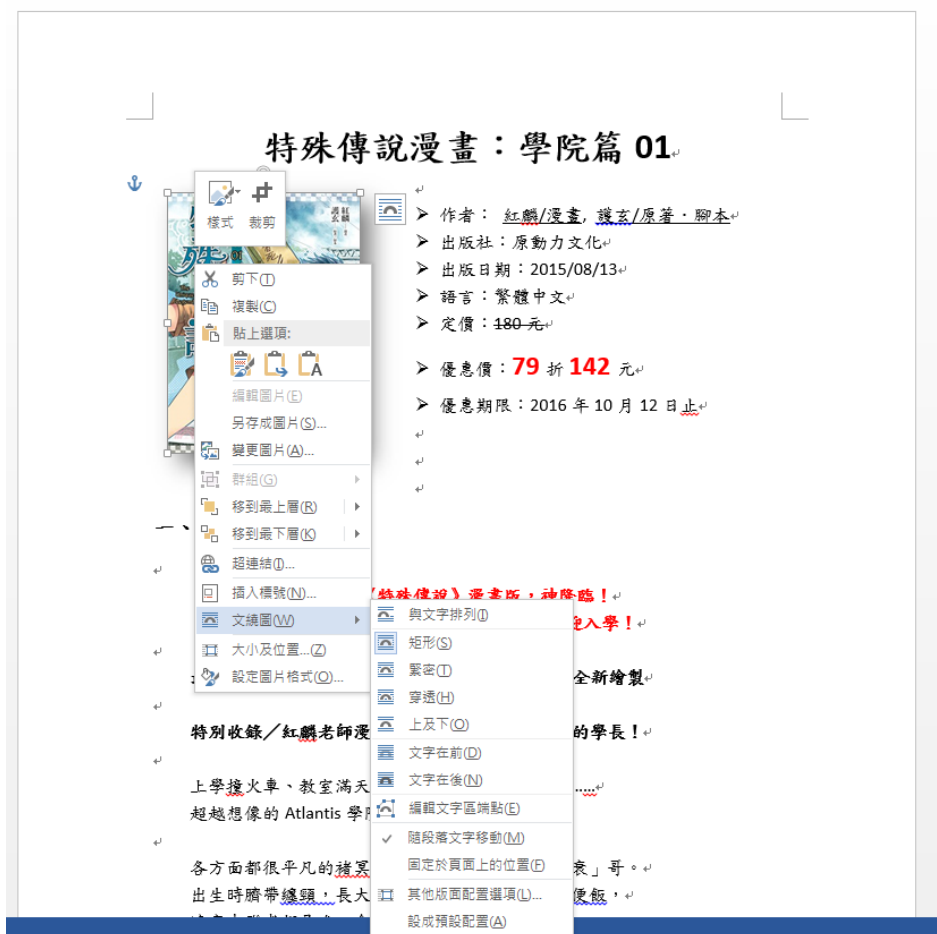 特殊傳說漫畫：學院篇 01
樣式 裁剪
紅麟
護玄
➢ 作者： 紅麟/漫畫, 護玄/原著・腳本
➢ 出版社：原動力文化
➢ 出版日期：2015/08/13
➢ 語言：繁體中文
➢ 定價：180 元
➢ 優惠價：79 折 142 元
➢ 優惠期限：2016 年 10 月 12 日止
剪下(T)
複製(C)
貼上選項:
編輯圖片(E)
另存成圖片(S)...
變更圖片(A)...
群組(G)
移到最上層(R)
移到最下層(K)
超連結(I)...
插入標號(N)...
文繞圖(W)
大小及位置...(Z)
設定圖片格式(O)...
與文字排列(I)
矩形(S)
緊密(T)
穿透(H)
上及下(O)
文字在前(D)
文字在後(N)
編輯文字區端點(E)
隨段落文字移動(M)
固定於頁面上的位置(F)
其他版面配置選項(L)...
設成預設配置(A)
一、
《特殊傳說》漫畫版，神降臨！
入學！
全新繪製
特別收錄／紅麟老師漫
的學長！
上學撞火車、教室滿天
.....
超越想像的 Atlantis 學
各方面都很平凡的褚冥
衰」哥。
出生時臍帶纏頸，長大
便飯，